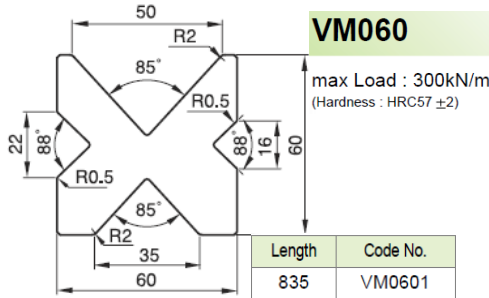 50
VM060
R2
85°
max Load : 300kN/m
(Hardness : HRC57 ±2)
R0.5
22
88°
88°
16
60
R0.5
85°
R2
35
60
Length Code No.
835 VM0601